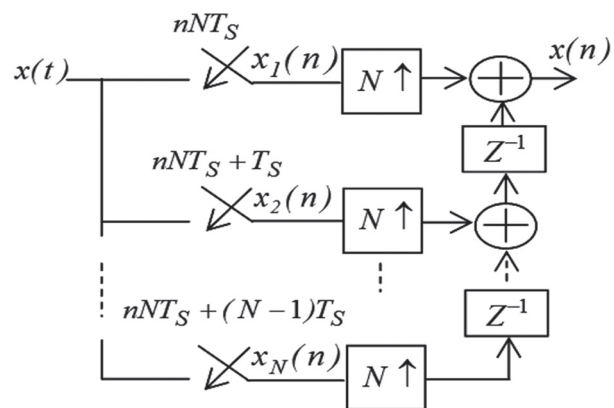 nNT_S
x(t) x_1(n) N ↑ + x(n)
Z^{-1}
nNT_S + T_S
x_2(n) N ↑ +
nNT_S + (N − 1)T_S
Z^{-1}
x_N(n) N ↑